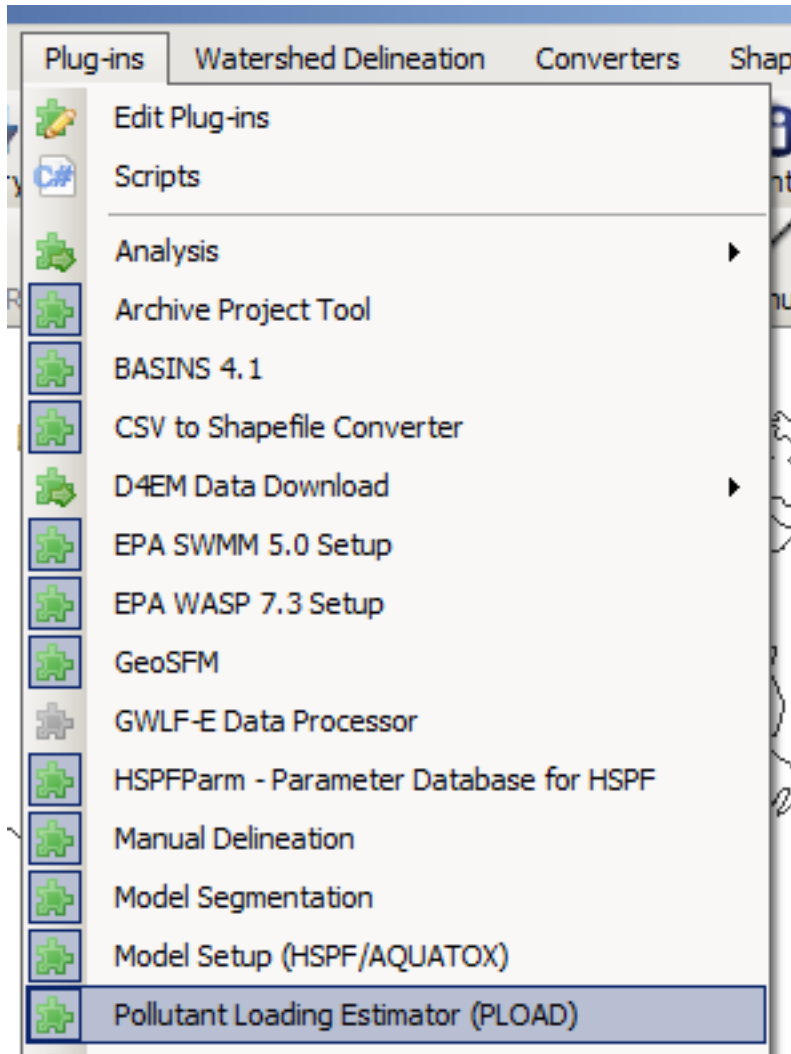 Plug-ins Watershed Delineation Converters Shap
Edit Plug-ins
C# Scripts
Analysis
Archive Project Tool
BASINS 4.1
CSV to Shapefile Converter
D4EM Data Download
EPA SWMM 5.0 Setup
EPA WASP 7.3 Setup
GeoSFM
GWLF-E Data Processor
HSPFParm - Parameter Database for HSPF
Manual Delineation
Model Segmentation
Model Setup (HSPF/AQUATOX)
Pollutant Loading Estimator (PLOAD)